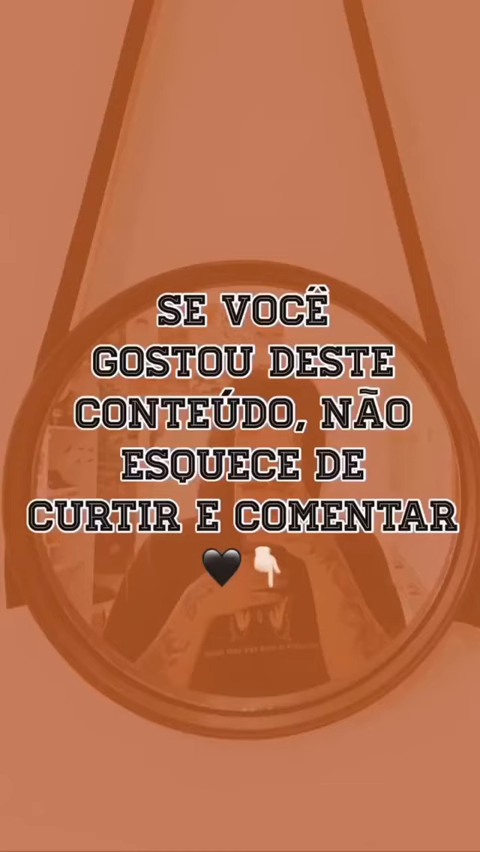 SE VOCÊ
GOSTOU DESTE
CONTEÚDO, NÃO
ESQUECE DE
CURTIR E COMENTAR
🖤👇🏻